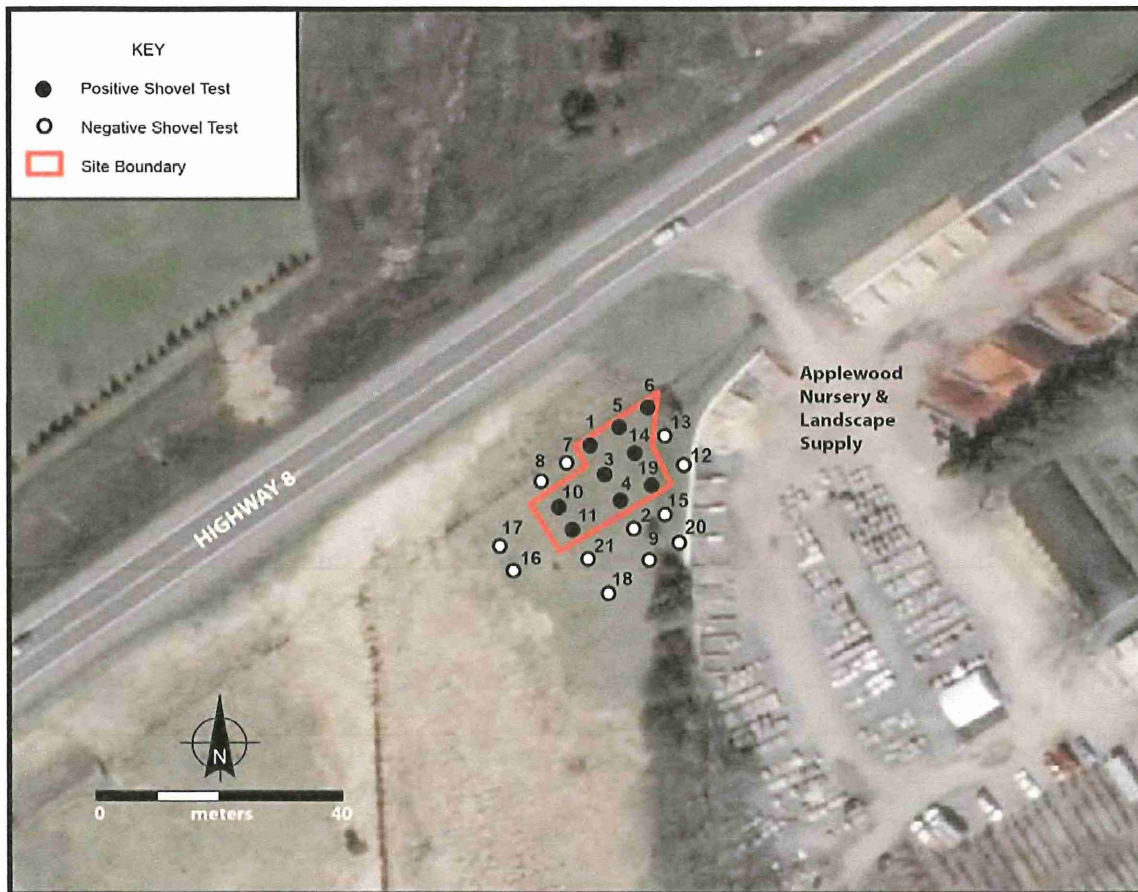 KEY
Positive Shovel Test
Negative Shovel Test
Site Boundary
HIGHWAY 8
Applewood
Nursery &
Landscape
Supply
6
5
1
13
14
7
12
8
3
19
10
4
15
11
2
20
17
21
9
16
18
N
0 meters 40